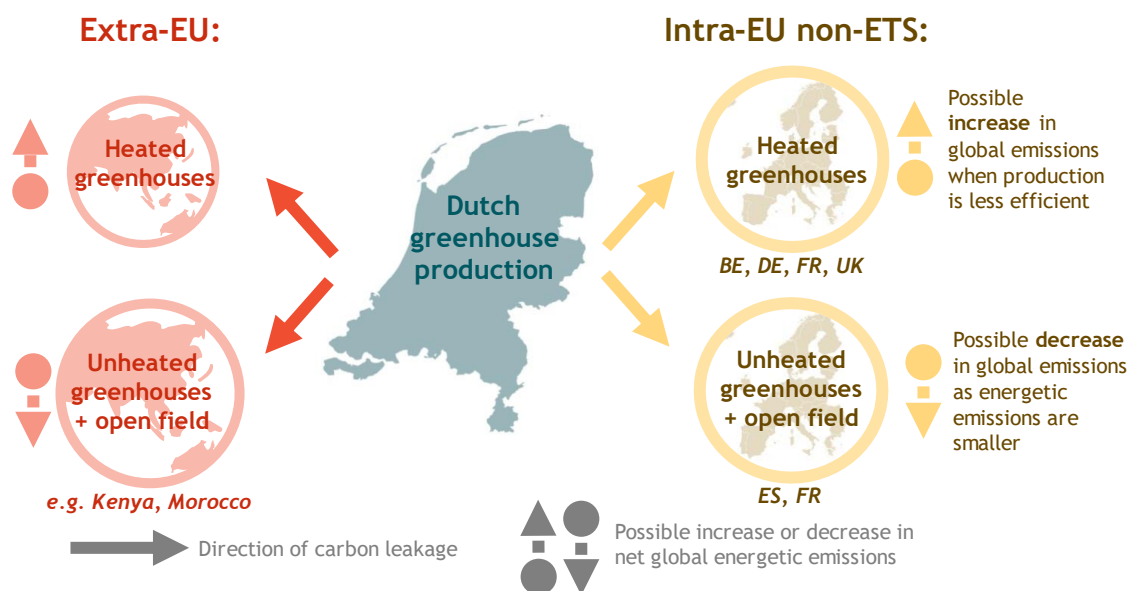 Extra-EU:
Intra-EU non-ETS:
Heated
greenhouses
Unheated
greenhouses
+ open field
e.g. Kenya, Morocco
Dutch
greenhouse
production
Heated
greenhouses
BE, DE, FR, UK
Possible
increase in
global emissions
when production
is less efficient
Unheated
greenhouses
+ open field
ES, FR
Possible decrease
in global emissions
as energetic
emissions are
smaller
Direction of carbon leakage
Possible increase or decrease in
net global energetic emissions